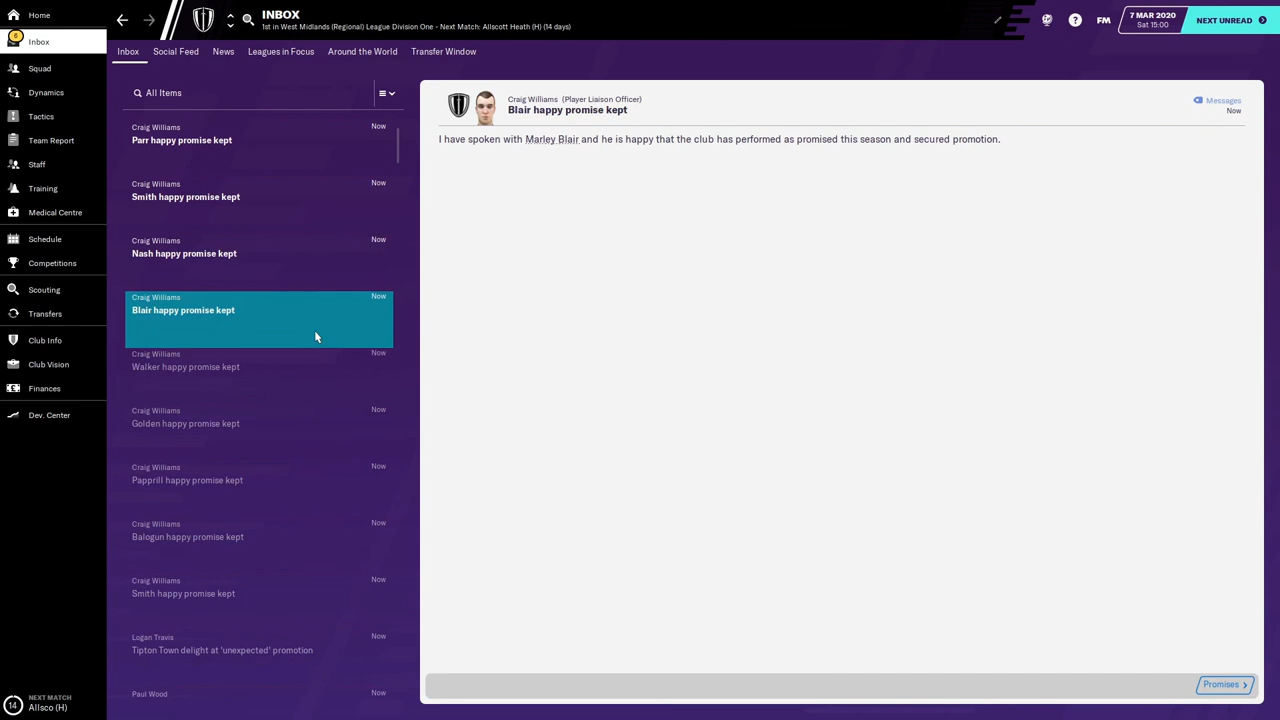 Home
6
Inbox
Squad
Dynamics
Tactics
Team Report
Staff
Training
Medical Centre
Schedule
Competitions
Scouting
Transfers
Club Info
Club Vision
Finances
Dev. Center
14
NEXT MATCH
Allsco (H)
INBOX
1st in West Midlands (Regional) League Division One - Next Match: Allscott Heath (H) (14 days)
?
FM
7 MAR 2020
Sat 15:00
NEXT UNREAD
Inbox
Social Feed
News
Leagues in Focus
Around the World
Transfer Window
All Items
Craig Williams Now
Parr happy promise kept
Craig Williams Now
Smith happy promise kept
Craig Williams Now
Nash happy promise kept
Craig Williams Now
Blair happy promise kept
Craig Williams Now
Walker happy promise kept
Craig Williams Now
Golden happy promise kept
Craig Williams Now
Papprill happy promise kept
Craig Williams Now
Balogun happy promise kept
Craig Williams Now
Smith happy promise kept
Logan Travis Now
Tipton Town delight at 'unexpected' promotion
Paul Wood Now
Craig Williams (Player Liaison Officer)
Blair happy promise kept
Messages
Now
I have spoken with Marley Blair and he is happy that the club has performed as promised this season and secured promotion.
Promises